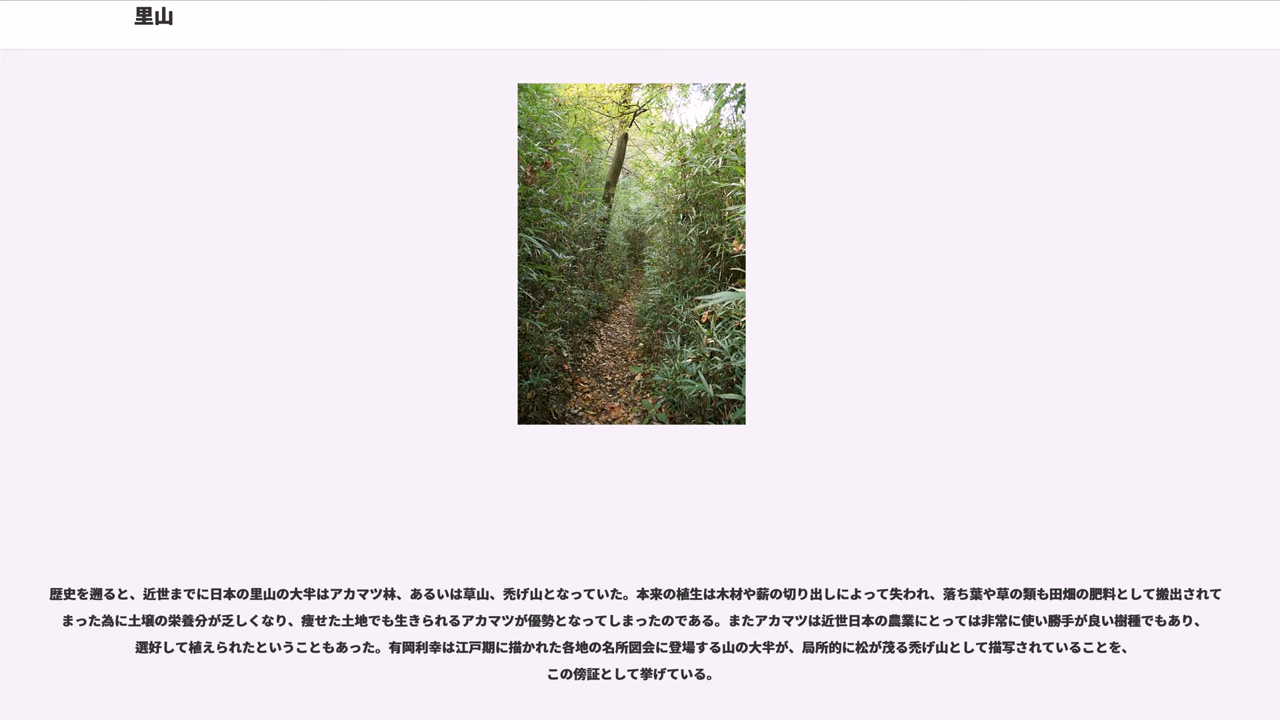 里山
歴史を遡ると、近世までに日本の里山の大半はアカマツ林、あるいは草山、禿げ山となっていた。本来の植生は木材や薪の切り出しによって失われ、落ち葉や草の類も田畑の肥料として搬出されて
まった為に土壌の栄養分が乏しくなり、痩せた土地でも生きられるアカマツが優勢となってしまったのである。またアカマツは近世日本の農業にとっては非常に使い勝手が良い樹種でもあり、
選好して植えられたということもあった。有岡利幸は江戸期に描かれた各地の名所図会に登場する山の大半が、局所的に松が茂る禿げ山として描写されていることを、
この傍証として挙げている。